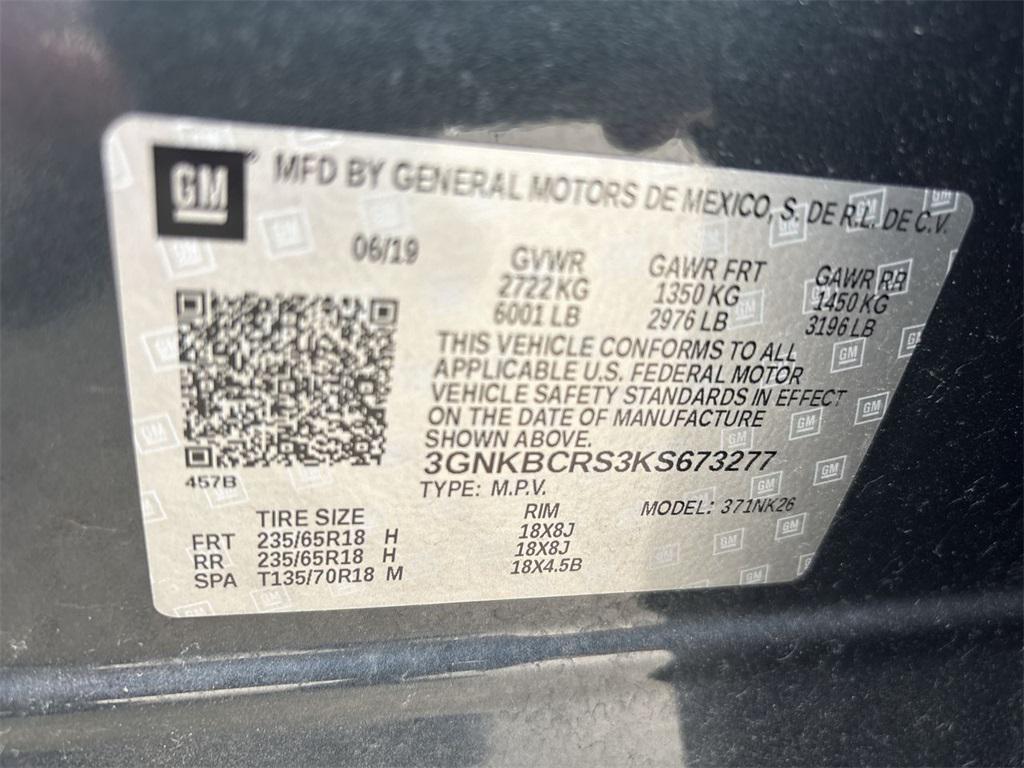 GM
MFD BY GENERAL MOTORS DE MEXICO, S. DE R.L. DE C.V.
06/19
GVWR
2722 KG
6001 LB
GAWR FRT
1350 KG
2976 LB
GAWR RR
1450 KG
3196 LB
THIS VEHICLE CONFORMS TO ALL
APPLICABLE U.S. FEDERAL MOTOR
VEHICLE SAFETY STANDARDS IN EFFECT
ON THE DATE OF MANUFACTURE
SHOWN ABOVE.
3GNKBCRS3KS673277
457B
TYPE: M.P.V.
MODEL: 371NK26
TIRE SIZE RIM
FRT 235/65R18 H 18X8J
RR 235/65R18 H 18X8J
SPA T135/70R18 M 18X4.5B